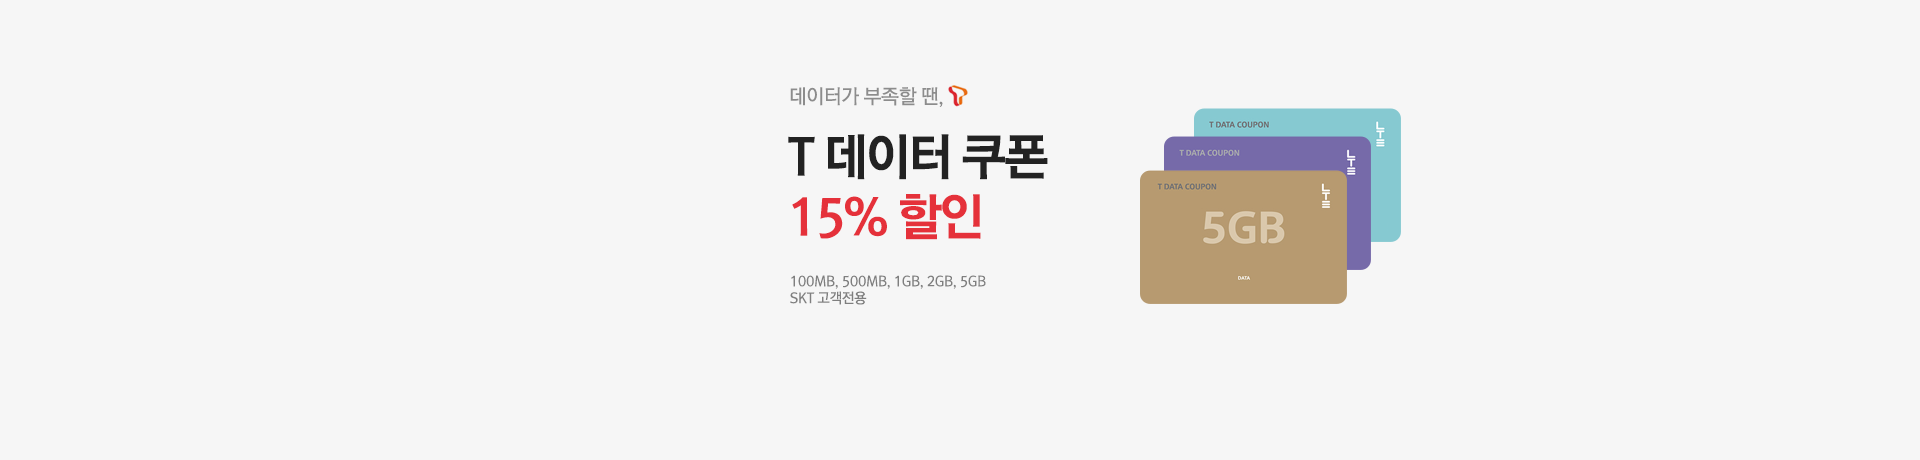 데이터가 부족할 땐,
T 데이터 쿠폰
15% 할인
100MB, 500MB, 1GB, 2GB, 5GB
SKT 고객전용
T DATA COUPON
T DATA COUPON
T DATA COUPON
5GB
DATA